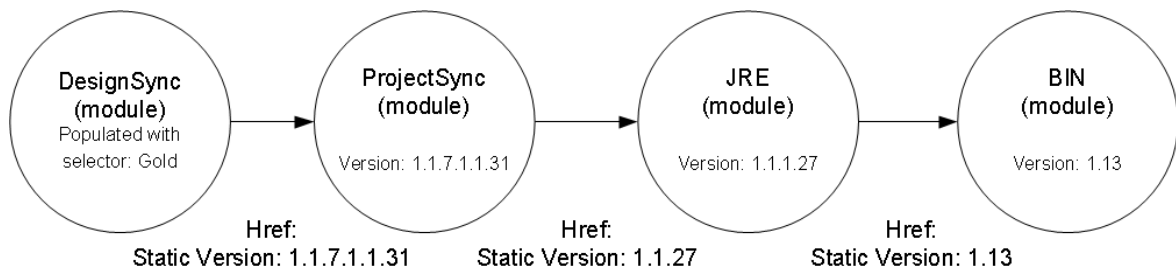 DesignSync
(module)
Populated with
selector: Gold
ProjectSync
(module)
Version: 1.1.7.1.1.31
JRE
(module)
Version: 1.1.1.27
BIN
(module)
Version: 1.13
Href:
Static Version: 1.1.7.1.1.31
Href:
Static Version: 1.1.27
Href:
Static Version: 1.13